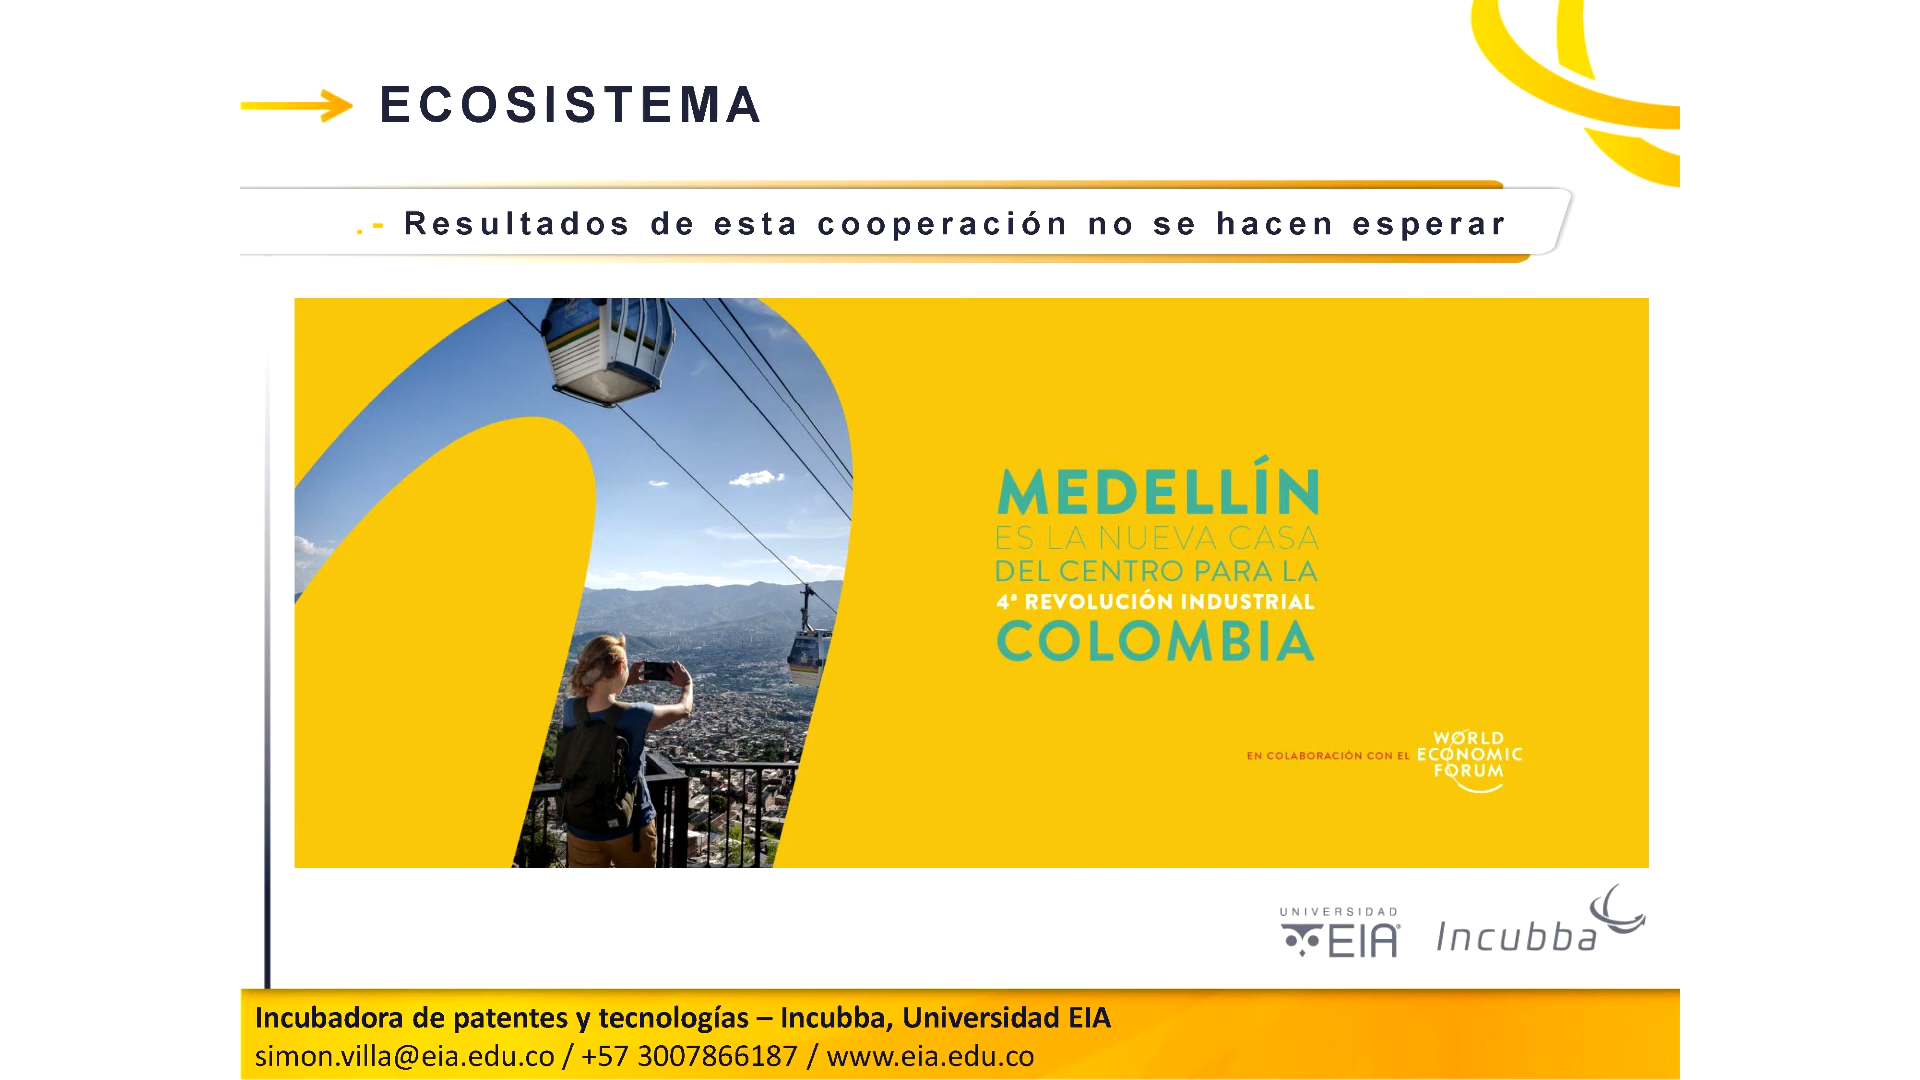 ECOSISTEMA
.- Resultados de esta cooperación no se hacen esperar
MEDELLÍN
ES LA NUEVA CASA
DEL CENTRO PARA LA
4ª REVOLUCIÓN INDUSTRIAL
COLOMBIA
EN COLABORACIÓN CON EL
WORLD
ECONOMIC
FORUM
UNIVERSIDAD
EIA
Incubba
Incubadora de patentes y tecnologías – Incubba, Universidad EIA
simon.villa@eia.edu.co / +57 3007866187 / www.eia.edu.co